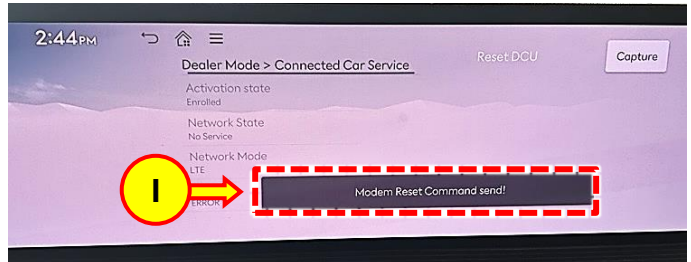 2:44PM
Dealer Mode > Connected Car Service
Reset DCU
Capture
Activation state
Enrolled
Network State
No Service
Network Mode
LTE
Modem Reset Command send!
I
ERROR